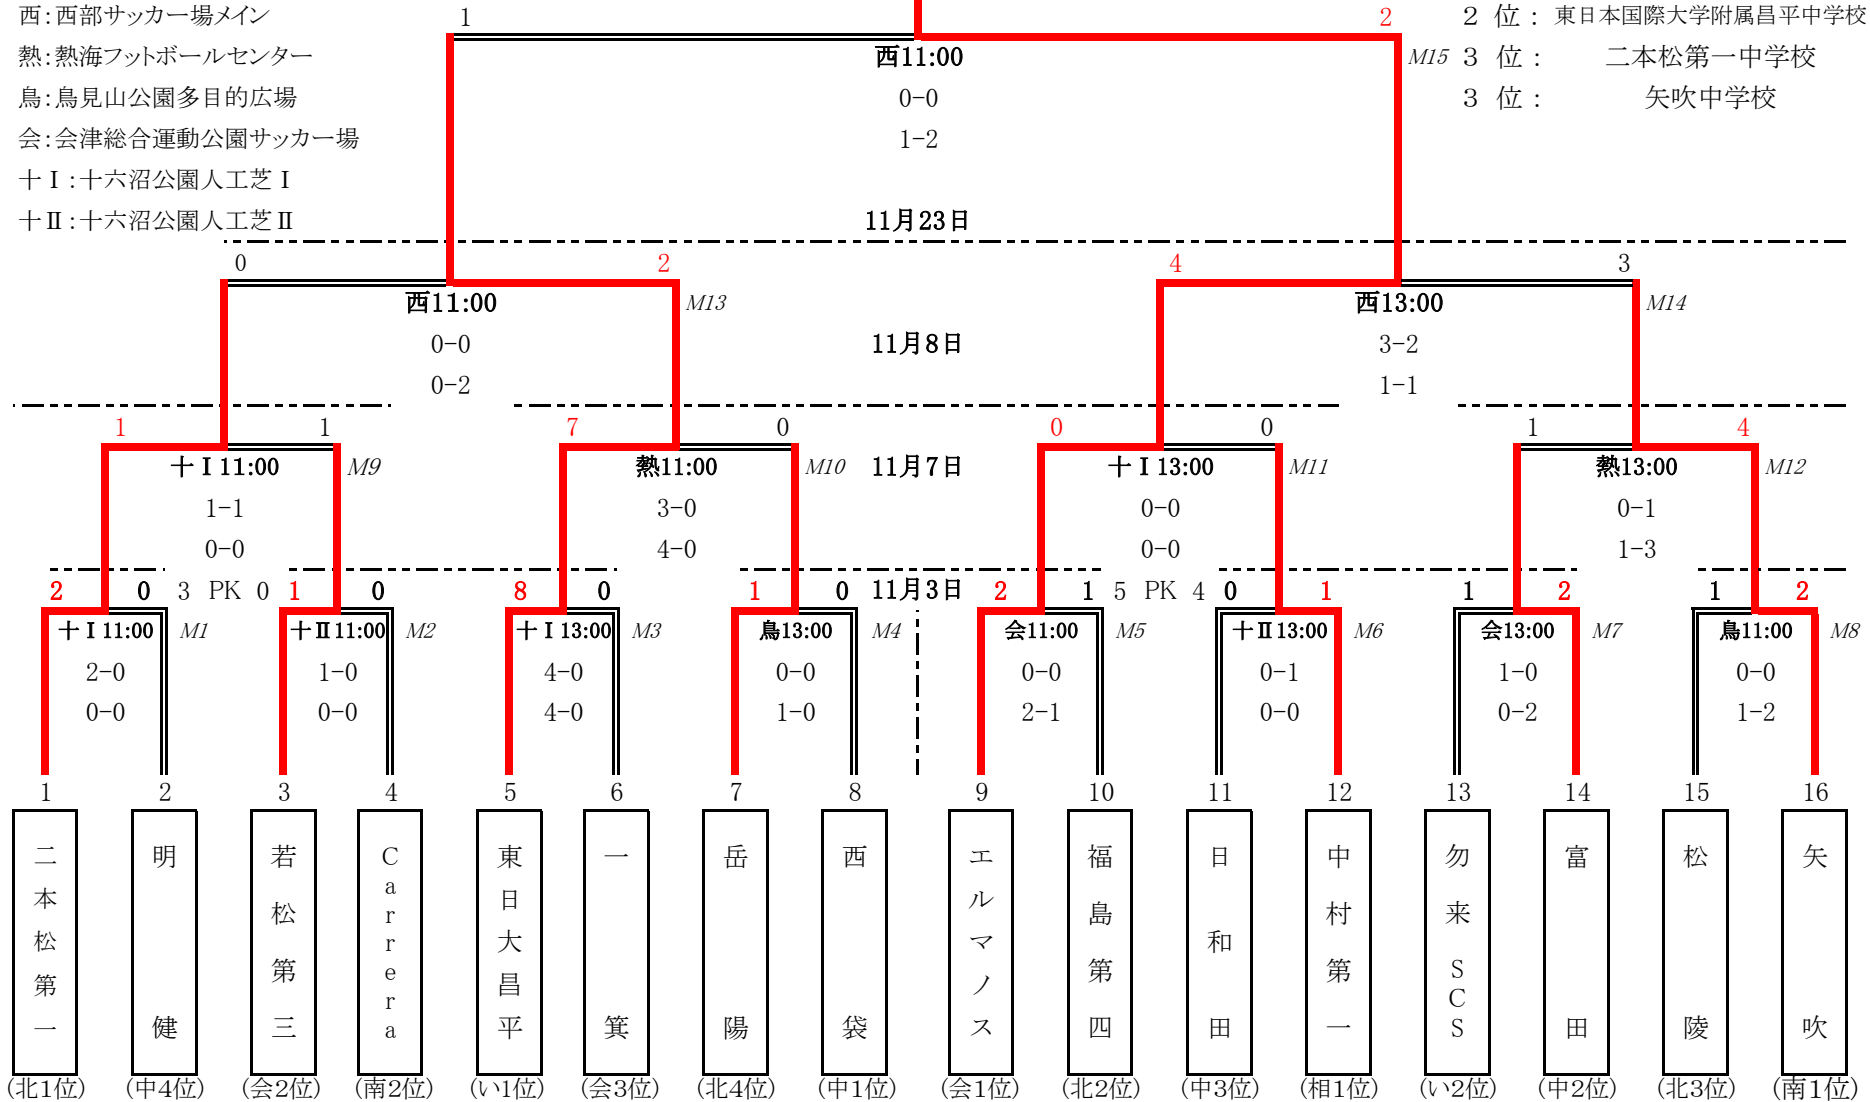 西:西部サッカー場メイン
1
2
2 位: 東日本国際大学附属昌平中学校
熱:熱海フットボールセンター
西11:00
M15
3 位: 二本松第一中学校
鳥:鳥見山公園多目的広場
0-0
3 位: 矢吹中学校
会:会津総合運動公園サッカー場
1-2
十Ⅰ:十六沼公園人工芝Ⅰ
十Ⅱ:十六沼公園人工芝Ⅱ
11月23日
0 2 4 3
西11:00 M13 西13:00 M14
0-0 11月8日 3-2
0-2 1-1
1 1 7 0 0 0 1 4
十Ⅰ11:00 M9 熱11:00 M10 11月7日 十Ⅰ13:00 M11 熱13:00 M12
1-1 3-0 0-0 0-1
0-0 4-0 0-0 1-3
2 0 3 PK 0 1 0 8 0 1 0 11月3日 2 1 5 PK 4 0 1 1 2 1 2
十Ⅰ11:00 M1 十Ⅱ11:00 M2 十Ⅰ13:00 M3 鳥13:00 M4 会11:00 M5 十Ⅱ13:00 M6 会13:00 M7 鳥11:00 M8
2-0 1-0 4-0 0-0 0-0 0-1 1-0 0-0
0-0 0-0 4-0 1-0 2-1 0-0 0-2 1-2
1 2 3 4 5 6 7 8 9 10 11 12 13 14 15 16
二本松第一
明健
若松第三
Carrera
東日大昌平
一箕
岳陽
西袋
エルマノス
福島第四
日和田
中村第一
勿来SCS
富田
松陵
矢吹
(北1位) (中4位) (会2位) (南2位) (い1位) (会3位) (北4位) (中1位) (会1位) (北2位) (中3位) (相1位) (い2位) (中2位) (北3位) (南1位)